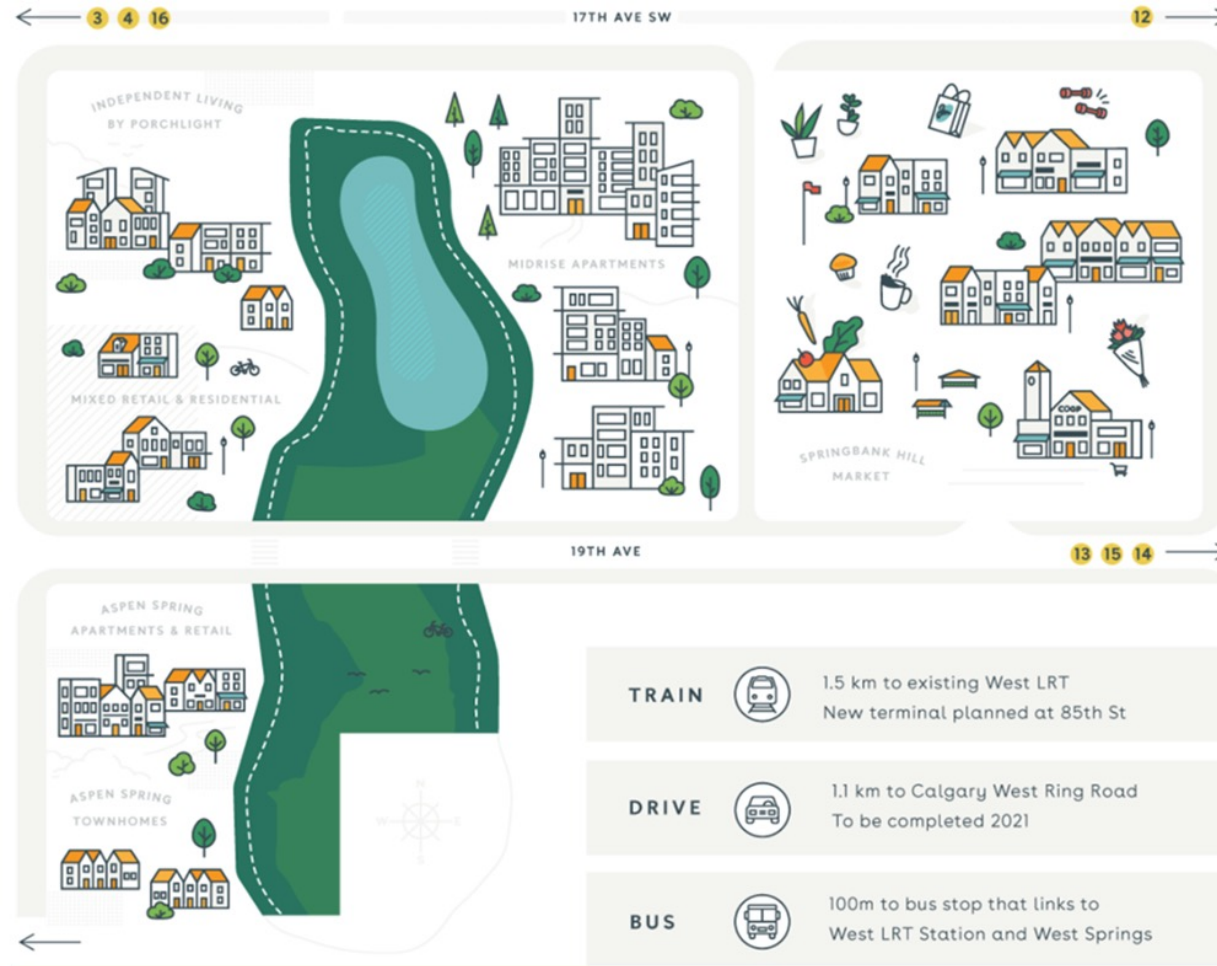 3 4 16
17TH AVE SW
12
INDEPENDENT LIVING
BY PORCHLIGHT
MIDRISE APARTMENTS
MIXED RETAIL & RESIDENTIAL
COOP
SPRINGBANK HILL
MARKET
19TH AVE
13 15 14
ASPEN SPRING
APARTMENTS & RETAIL
ASPEN SPRING
TOWNHOMES
N
W E
S
TRAIN
1.5 km to existing West LRT
New terminal planned at 85th St
DRIVE
1.1 km to Calgary West Ring Road
To be completed 2021
BUS
100m to bus stop that links to
West LRT Station and West Springs